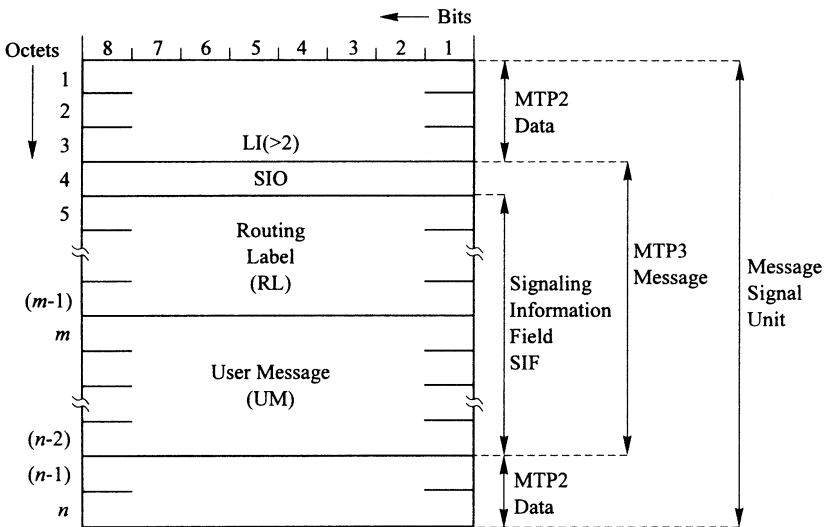 Bits
Octets
8 7 6 5 4 3 2 1
1
2
3
4
5
(m-1)
m
(n-2)
(n-1)
n
LI(>2)
SIO
Routing
Label
(RL)
User Message
(UM)
MTP2
Data
Signaling
Information
Field
SIF
MTP2
Data
MTP3
Message
Message
Signal
Unit